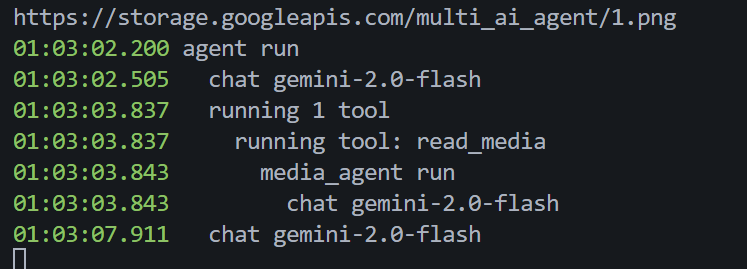 https://storage.googleapis.com/multi_ai_agent/1.png
01:03:02.200 agent run
01:03:02.505   chat gemini-2.0-flash
01:03:03.837   running 1 tool
01:03:03.837     running tool: read_media
01:03:03.843       media_agent run
01:03:03.843         chat gemini-2.0-flash
01:03:07.911   chat gemini-2.0-flash